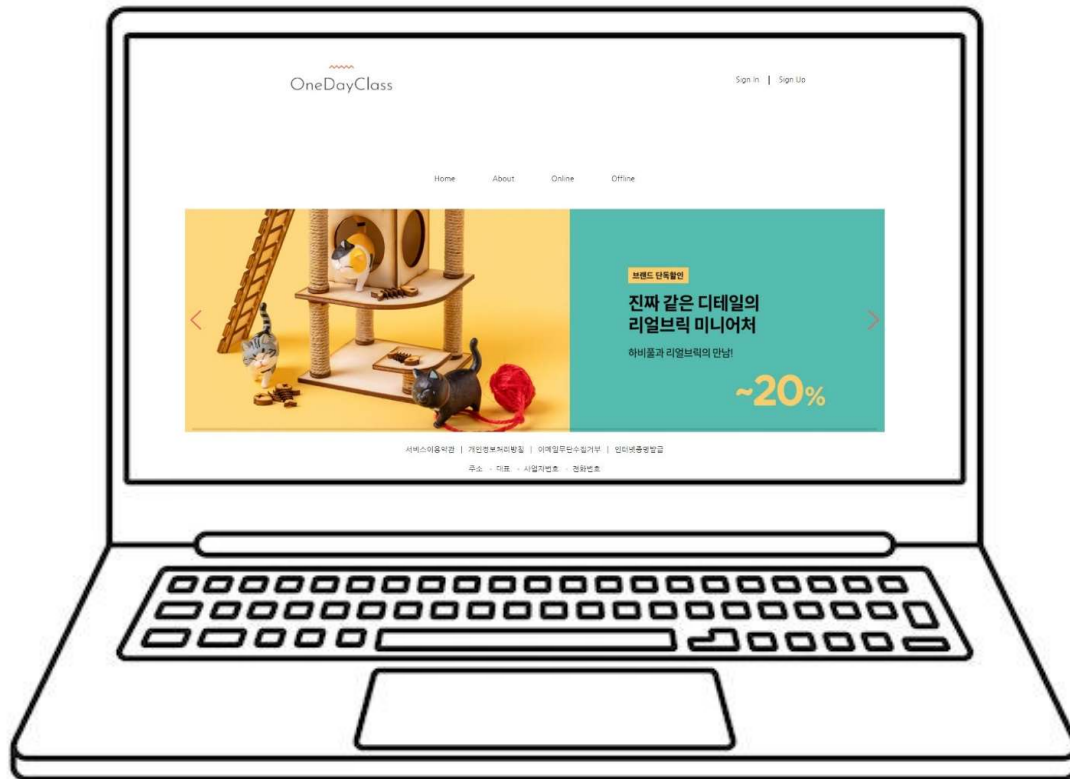 OneDayClass
Sign In | Sign Up
Home About Online Offline
브랜드 단독할인
진짜 같은 디테일의
리얼브릭 미니어처
하비풀과 리얼브릭의 만남!
~20%
서비스이용약관 | 개인정보처리방침 | 이메일무단수집거부 | 인터넷증명발급
주소 · 대표 · 사업자번호 · 전화번호